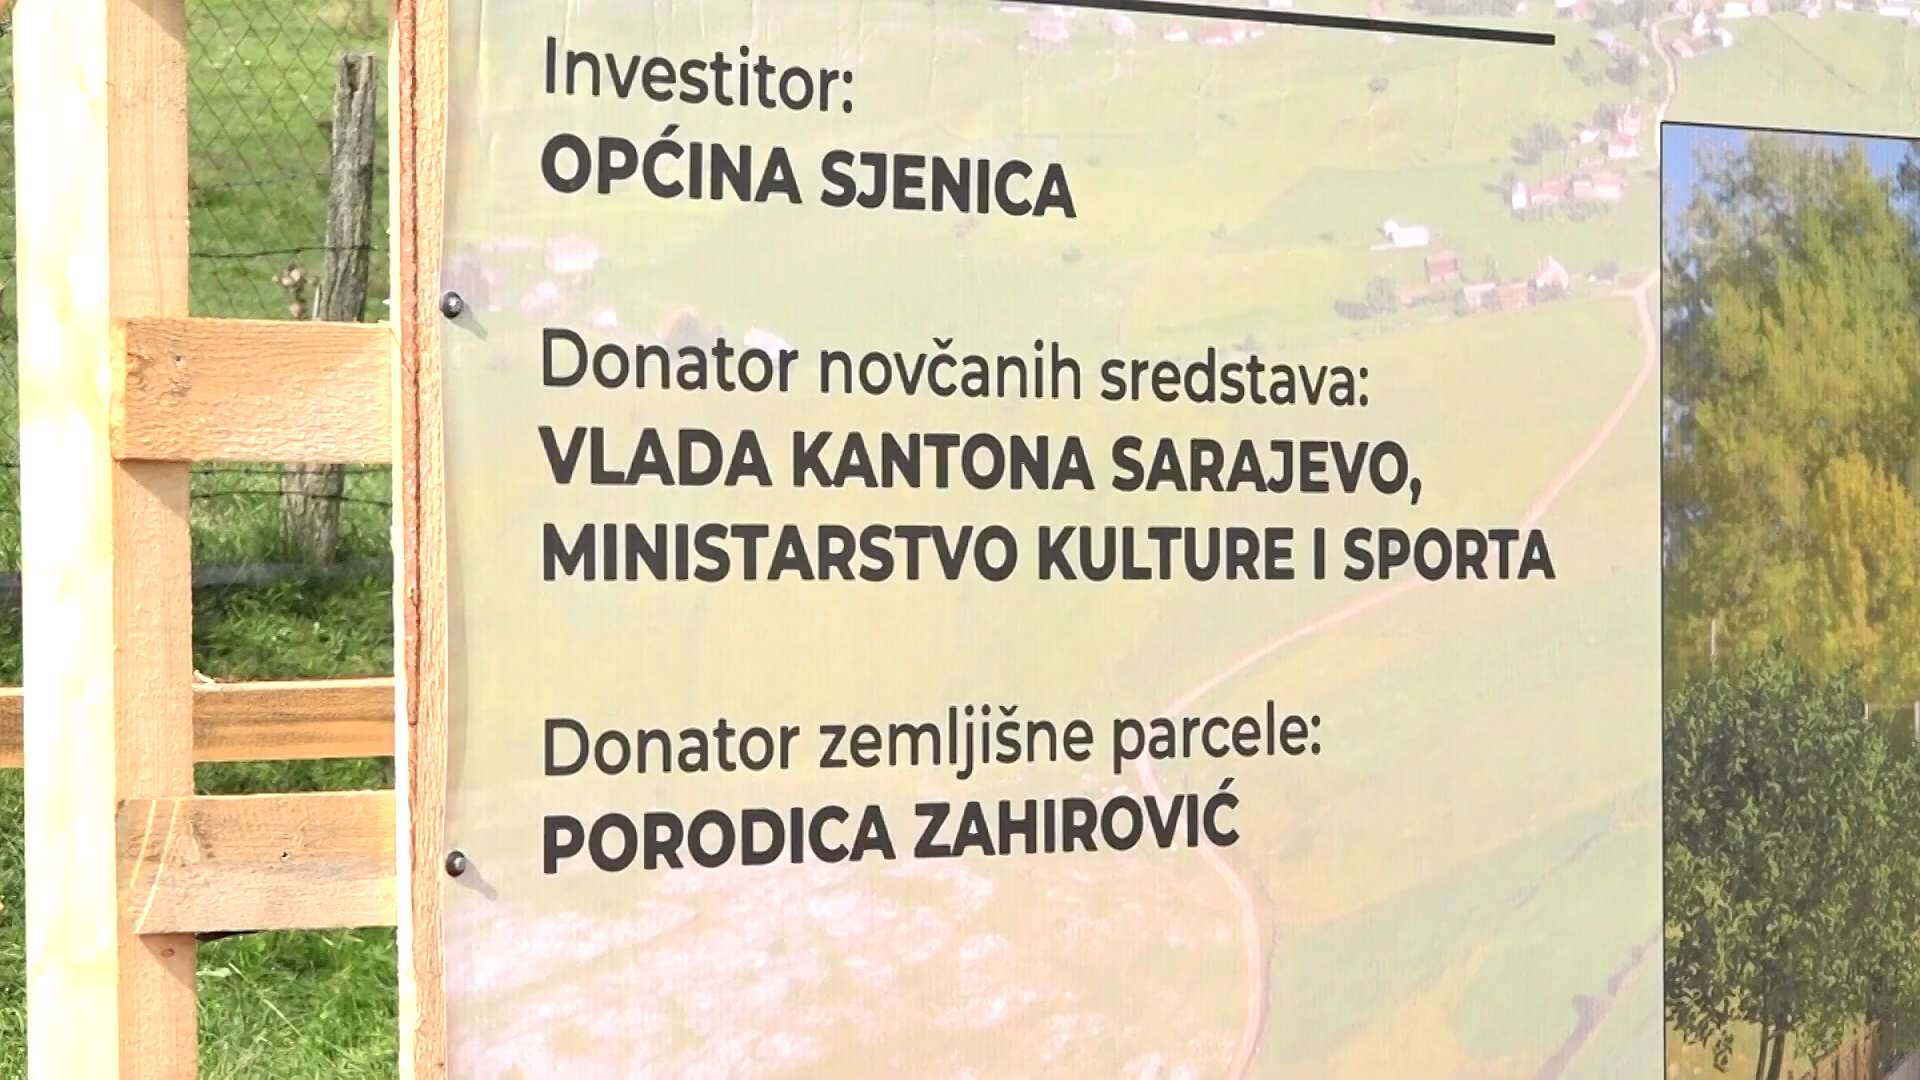 Investitor:
OPĆINA SJENICA
Donator novčanih sredstava:
VLADA KANTONA SARAJEVO,
MINISTARSTVO KULTURE I SPORTA
Donator zemljišne parcele:
PORODICA ZAHIROVIĆ